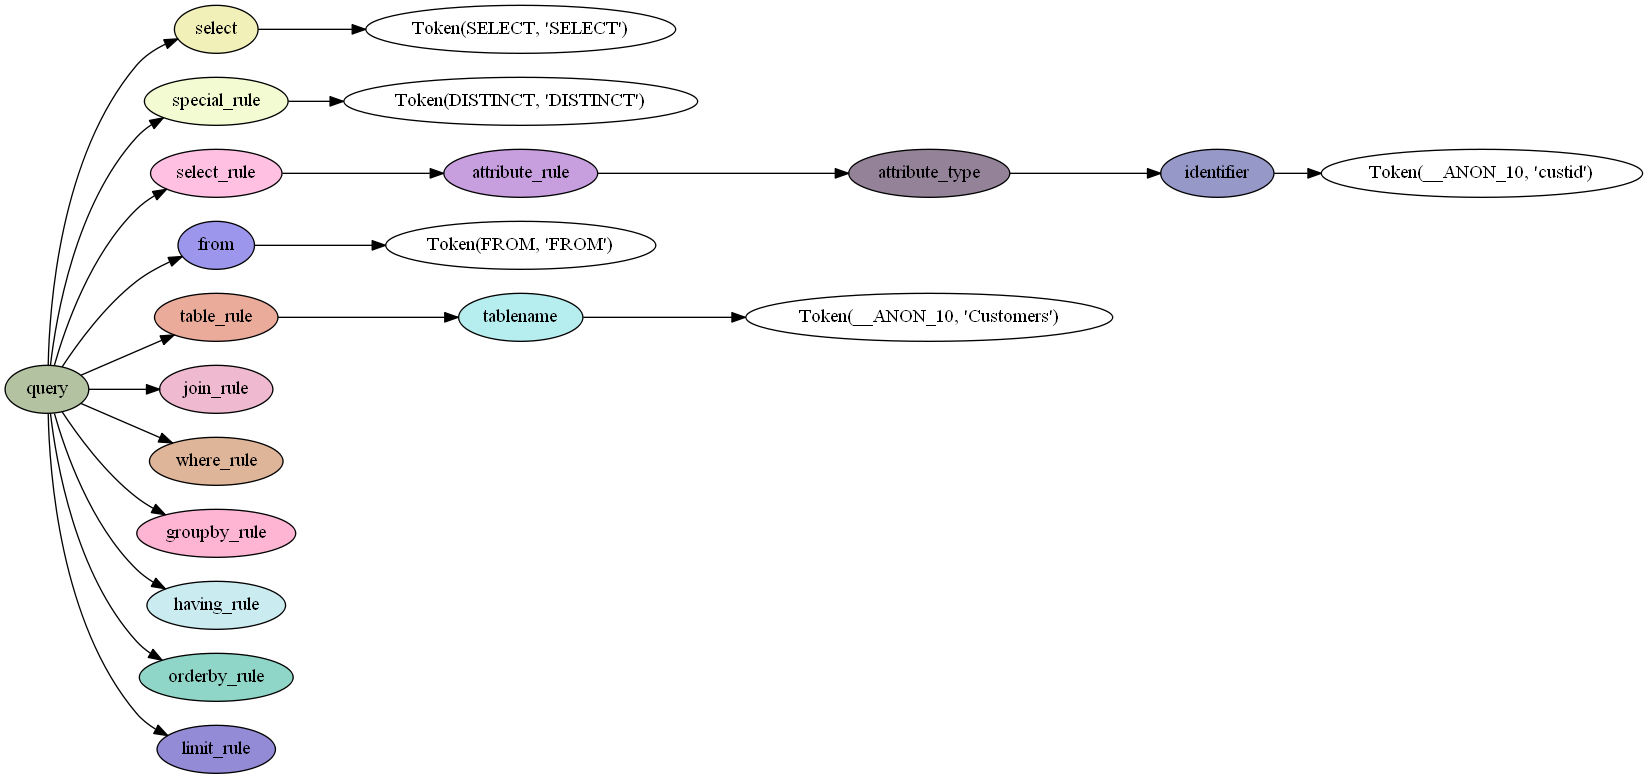 select
Token(SELECT, 'SELECT')
special_rule
Token(DISTINCT, 'DISTINCT')
select_rule
attribute_rule
attribute_type
identifier
Token(__ANON_10, 'custid')
from
Token(FROM, 'FROM')
table_rule
tablename
Token(__ANON_10, 'Customers')
query
join_rule
where_rule
groupby_rule
having_rule
orderby_rule
limit_rule